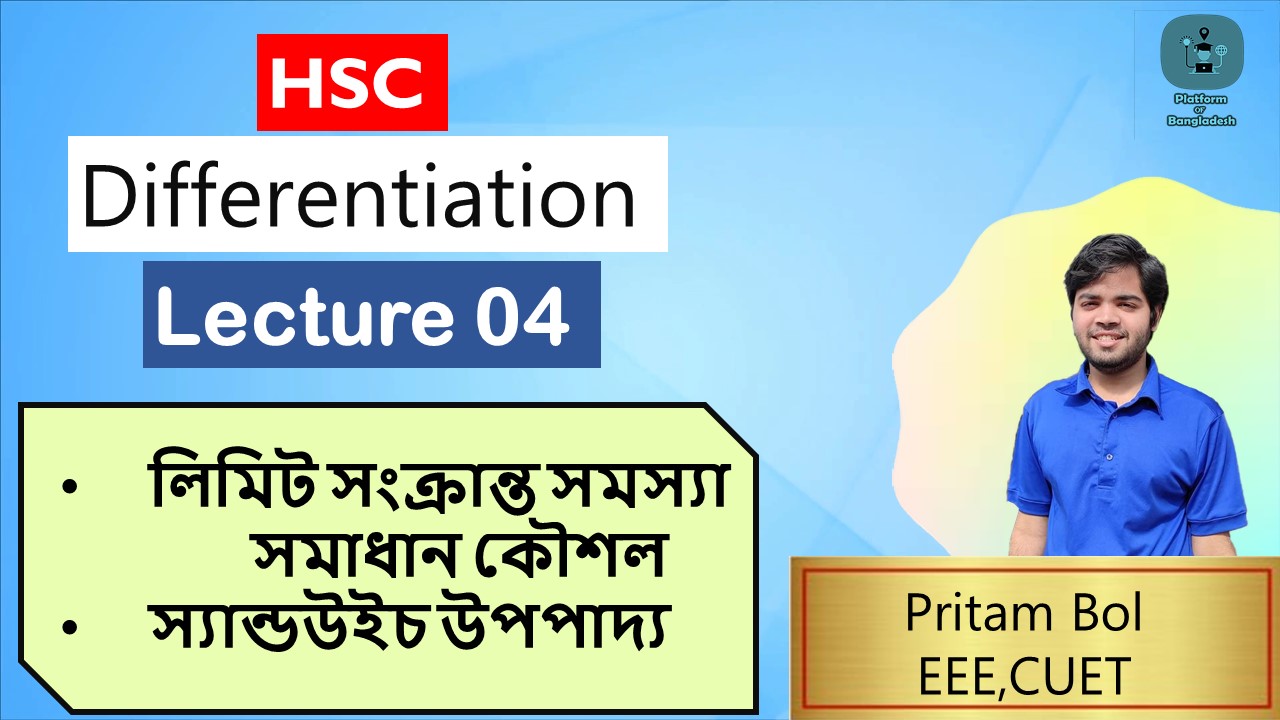 HSC
Differentiation
Lecture 04
• লিমিট সংক্রান্ত সমস্যা
সমাধান কৌশল
• স্যান্ডউইচ উপপাদ্য
Platform
OF
Bangladesh
Pritam Bol
EEE,CUET